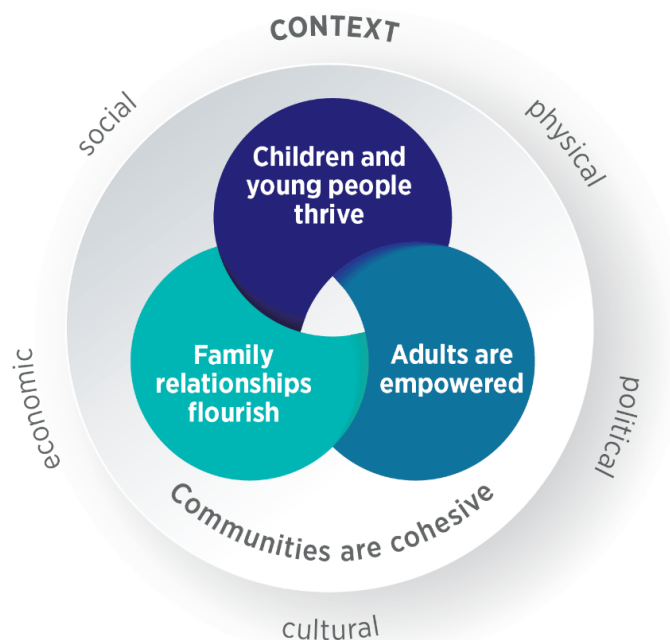 CONTEXT
social
physical
Children and
young people
thrive
Family
relationships
flourish
Adults are
empowered
economic
political
Communities are cohesive
cultural